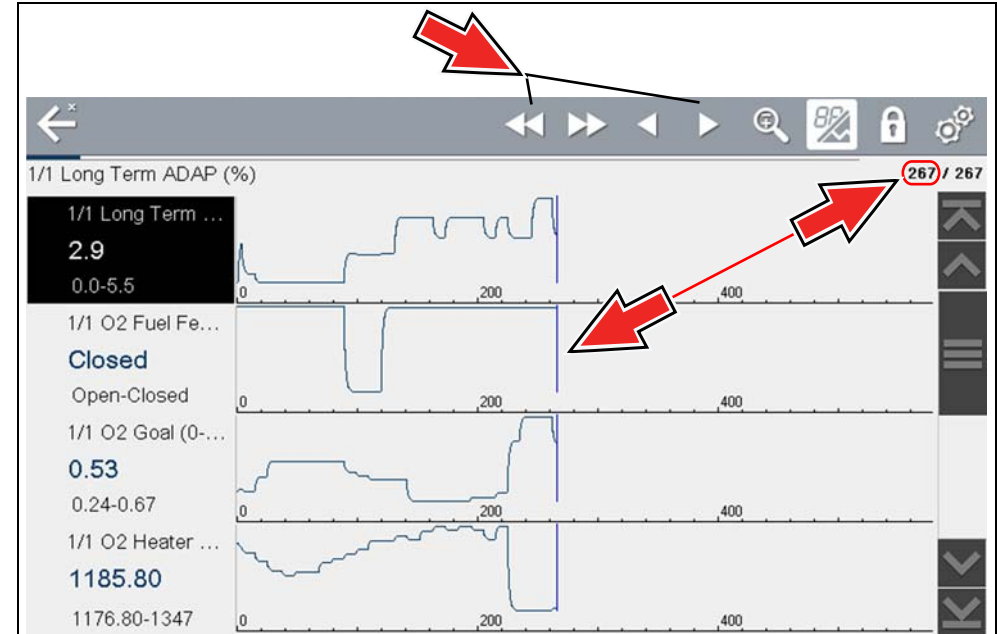 1/1 Long Term ADAP (%)
267 / 267
1/1 Long Term ...
2.9
0.0-5.5
0
200
400
1/1 O2 Fuel Fe...
Closed
Open-Closed
0
200
400
1/1 O2 Goal (0-...
0.53
0.24-0.67
0
200
400
1/1 O2 Heater ...
1185.80
1176.80-1347
0
200
400